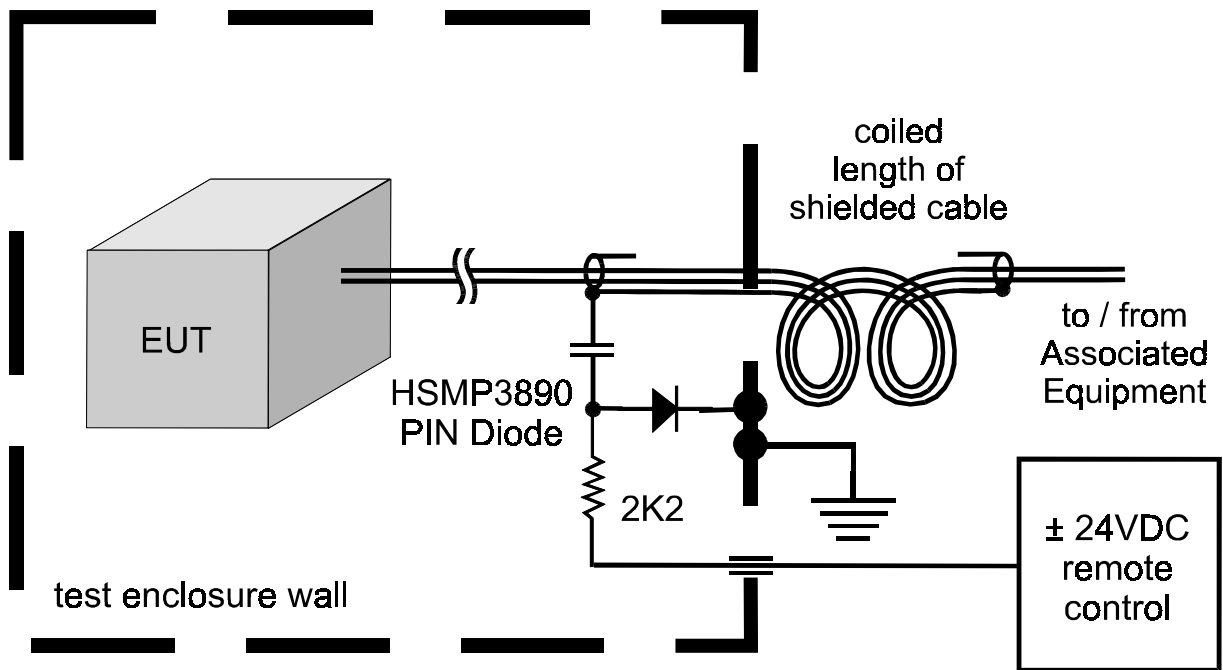 coiled
length of
shielded cable
EUT
to / from
Associated
Equipment
HSMP3890
PIN Diode
2K2
± 24VDC
remote
control
test enclosure wall